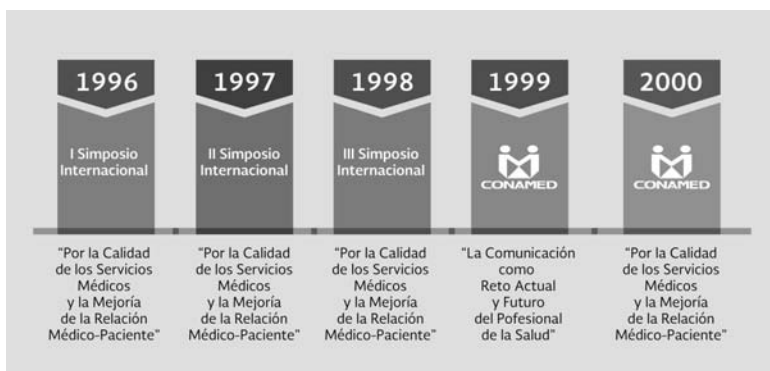 1996
I Simposio
Internacional
"Por la Calidad
de los Servicios
Médicos
y la Mejoría
de la Relación
Médico-Paciente"
1997
II Simposio
Internacional
"Por la Calidad
de los Servicios
Médicos
y la Mejoría
de la Relación
Médico-Paciente"
1998
III Simposio
Internacional
"Por la Calidad
de los Servicios
Médicos
y la Mejoría
de la Relación
Médico-Paciente"
1999
CONAMED
"La Comunicación
como
Reto Actual
y Futuro
del Pofesional
de la Salud"
2000
CONAMED
"Por la Calidad
de los Servicios
Médicos
y la Mejoría
de la Relación
Médico-Paciente"